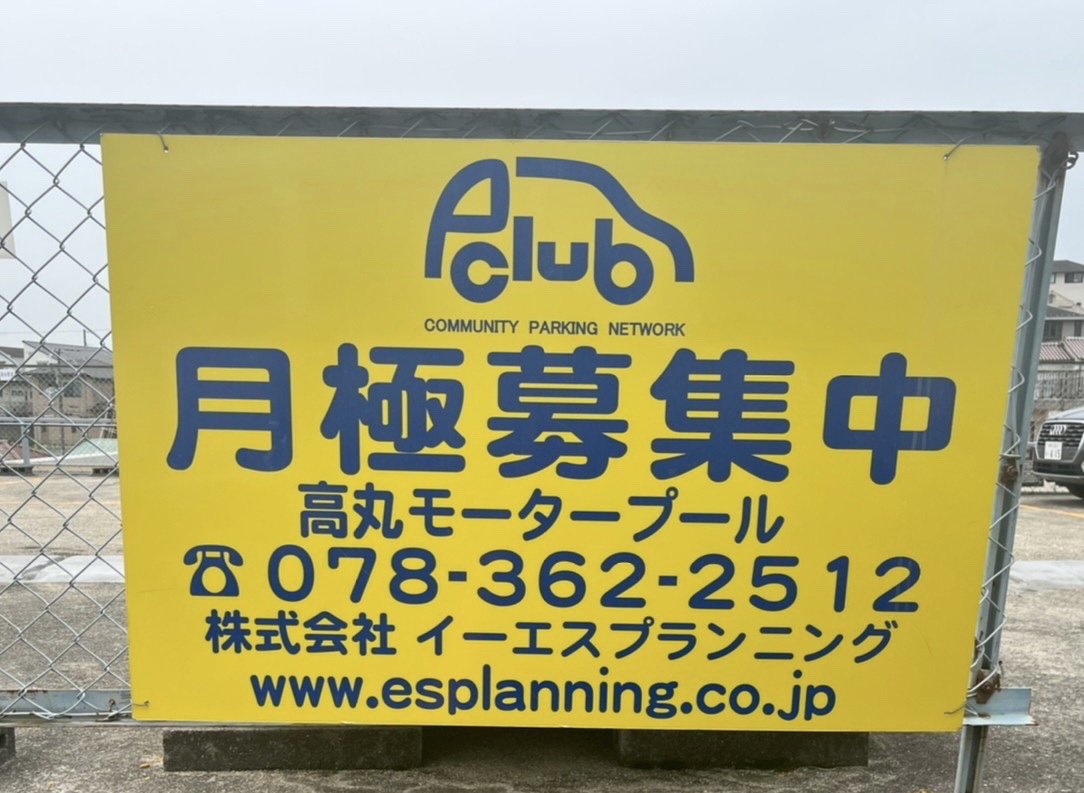 P club
COMMUNITY PARKING NETWORK
月極募集中
高丸モータープール
☎078-362-2512
株式会社 イーエスプランニング
www.esplanning.co.jp